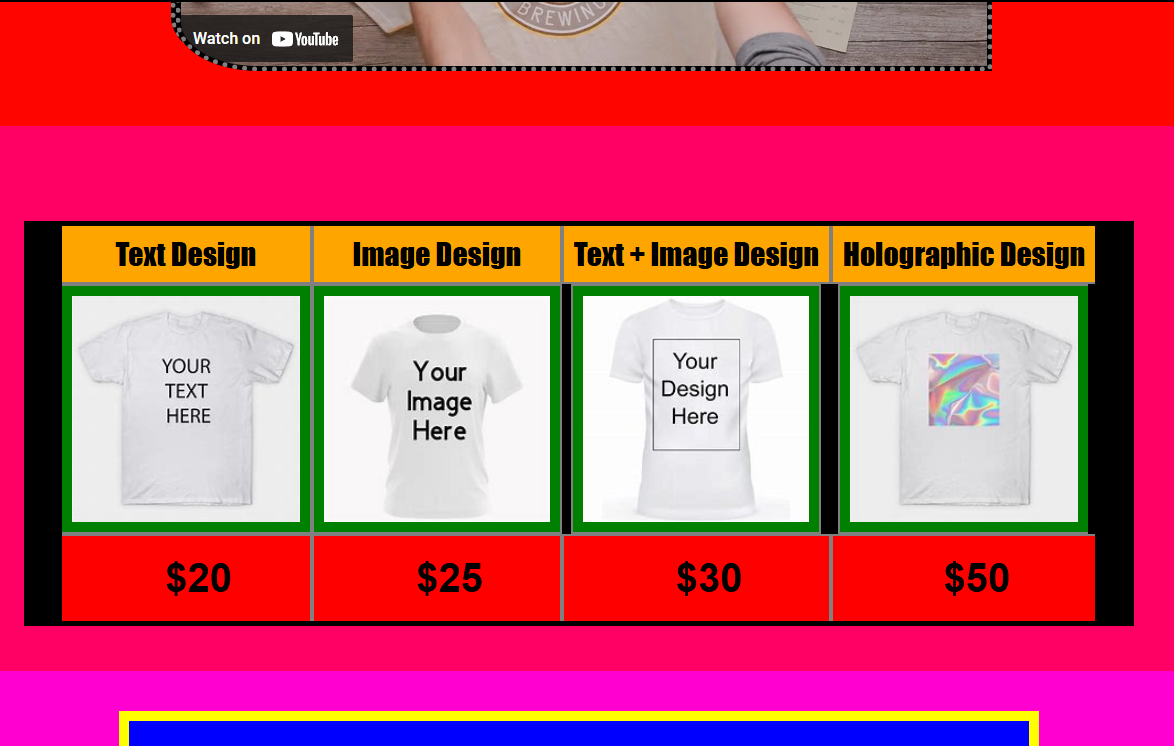 BREWING
Watch on YouTube
Text Design
Image Design
Text + Image Design
Holographic Design
YOUR
TEXT
HERE
Your
Image
Here
Your
Design
Here
$20
$25
$30
$50